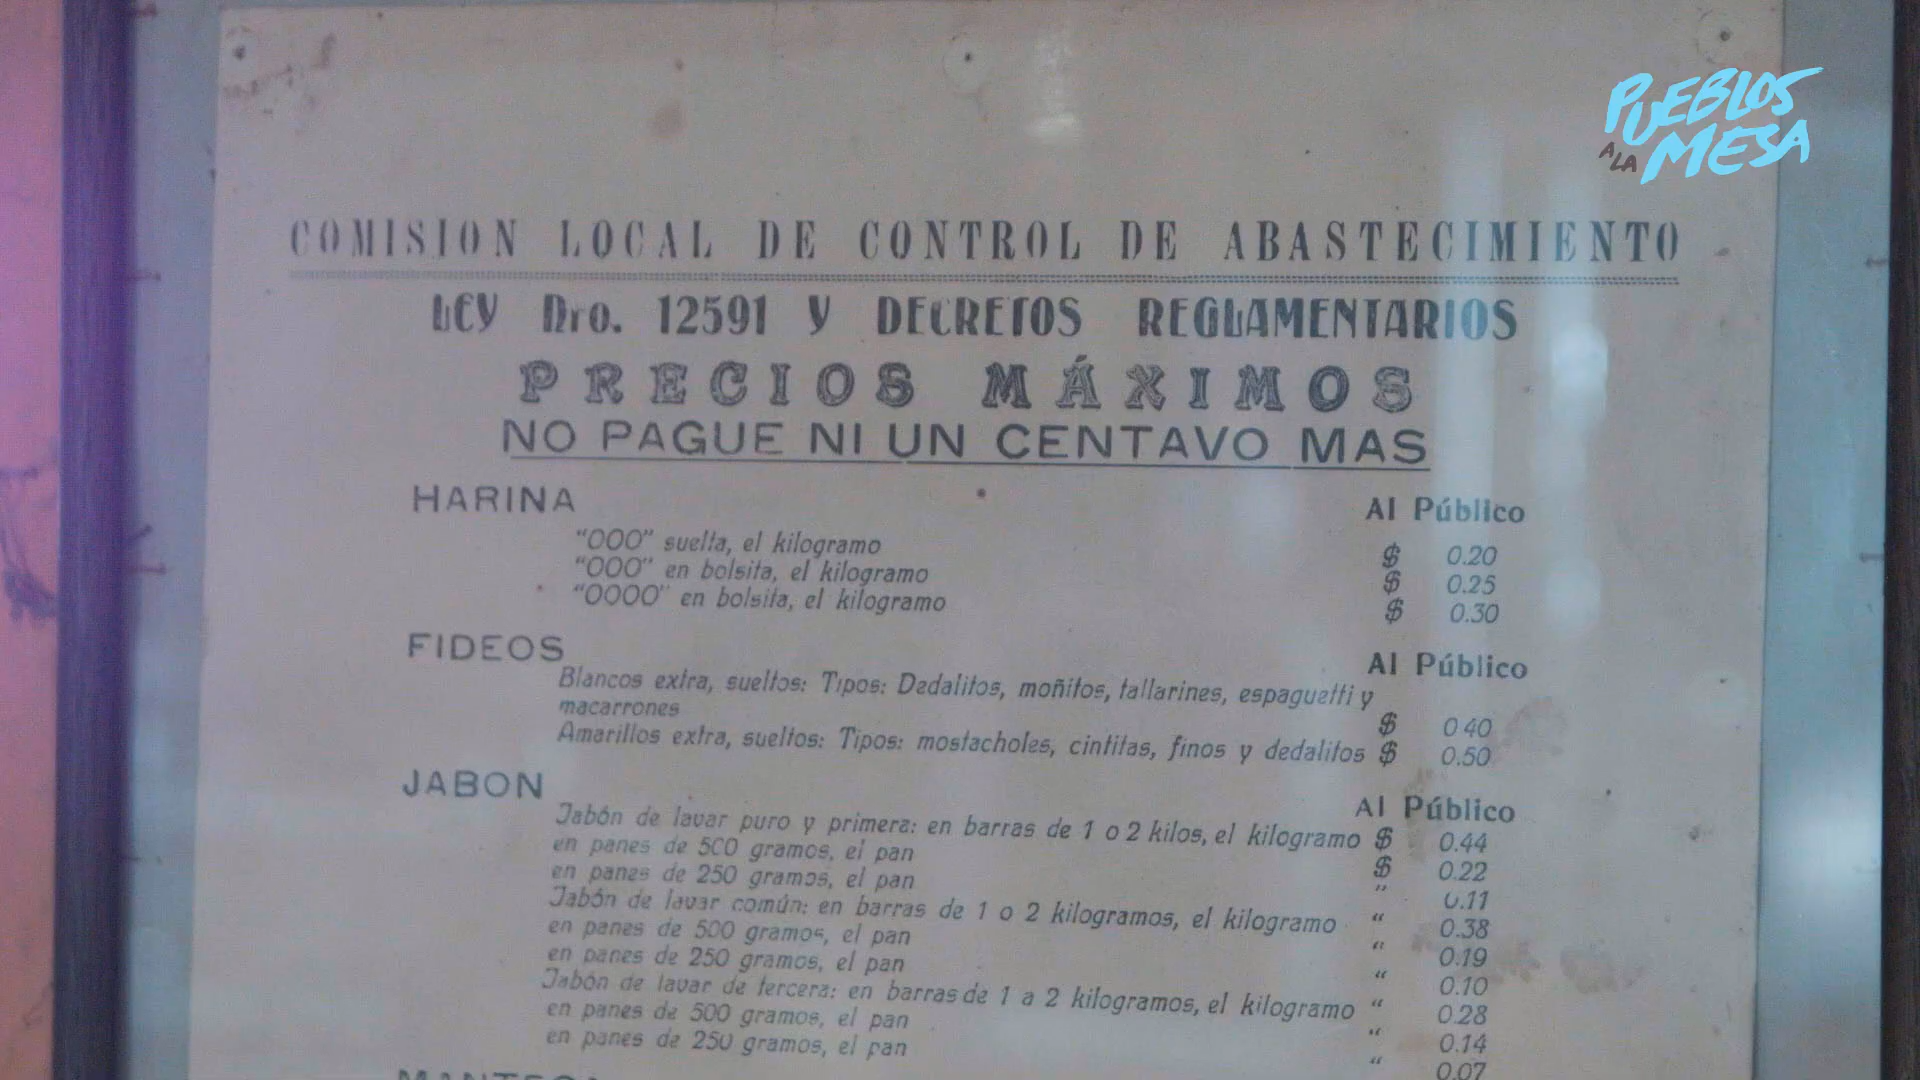 PUEBLOS
A LA MESA
COMISION LOCAL DE CONTROL DE ABASTECIMIENTO
LEY Nro. 12591 Y DECRETOS REGLAMENTARIOS
PRECIOS MÁXIMOS
NO PAGUE NI UN CENTAVO MAS
HARINA Al Público
"000" suelta, el kilogramo $ 0.20
"000" en bolsita, el kilogramo $ 0.25
"0000" en bolsita, el kilogramo $ 0.30
FIDEOS Al Público
Blancos extra, sueltos: Tipos: Dedalitos, moñitos, tallarines, espaguetti y
macarrones $ 0 40
Amarillos extra, sueltos: Tipos: mostacholes, cintitas, finos y dedalitos $ 0.50
JABON Al Público
Jabón de lavar puro y primera: en barras de 1 o 2 kilos, el kilogramo $ 0.44
en panes de 500 gramos, el pan $ 0.22
en panes de 250 gramos, el pan " 0.11
Jabón de lavar común: en barras de 1 o 2 kilogramos, el kilogramo " 0.38
en panes de 500 gramos, el pan " 0.19
en panes de 250 gramos, el pan " 0.10
Jabón de lavar de tercera: en barras de 1 a 2 kilogramos, el kilogramo " 0.28
en panes de 500 gramos, el pan " 0.14
en panes de 250 gramos, el pan " 0.07